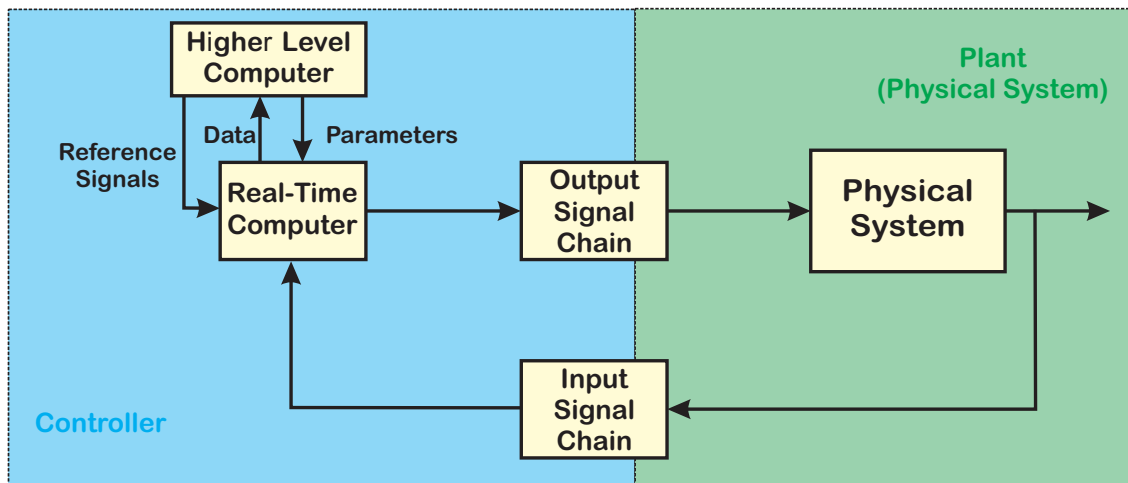 Higher Level
Computer
Plant
(Physical System)
Data
Parameters
Reference
Signals
Real-Time
Computer
Output
Signal
Chain
Physical
System
Input
Signal
Chain
Controller